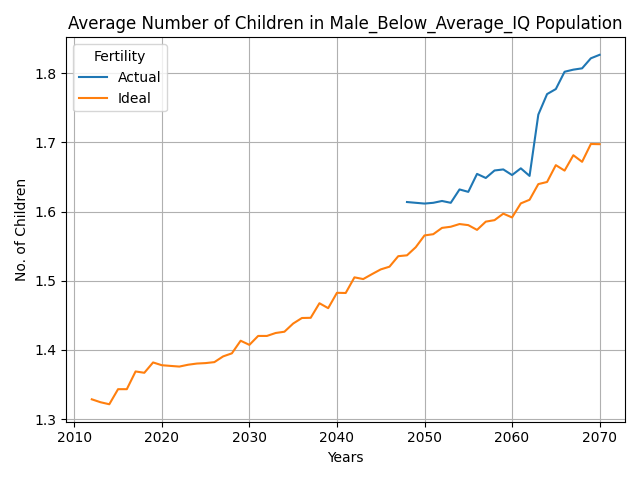 Average Number of Children in Male_Below_Average_IQ Population
Fertility
Actual
Ideal
No. of Children
1.8
1.7
1.6
1.5
1.4
1.3
2010 2020 2030 2040 2050 2060 2070
Years